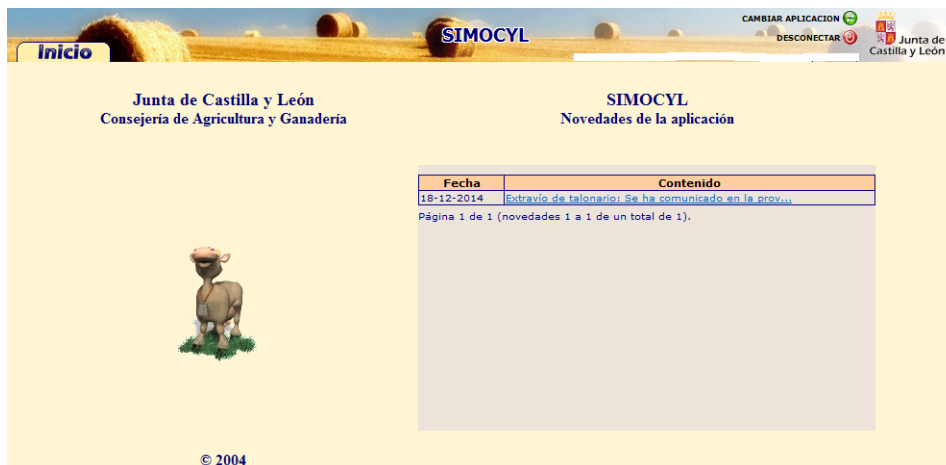 CAMBIAR APLICACION
SIMOCYL
DESCONECTAR
Inicio
Junta de
Castilla y León
Junta de Castilla y León
Consejería de Agricultura y Ganadería
SIMOCYL
Novedades de la aplicación
Fecha Contenido
18-12-2014 Extravío de talonario: Se ha comunicado en la prov...
Página 1 de 1 (novedades 1 a 1 de un total de 1).
© 2004